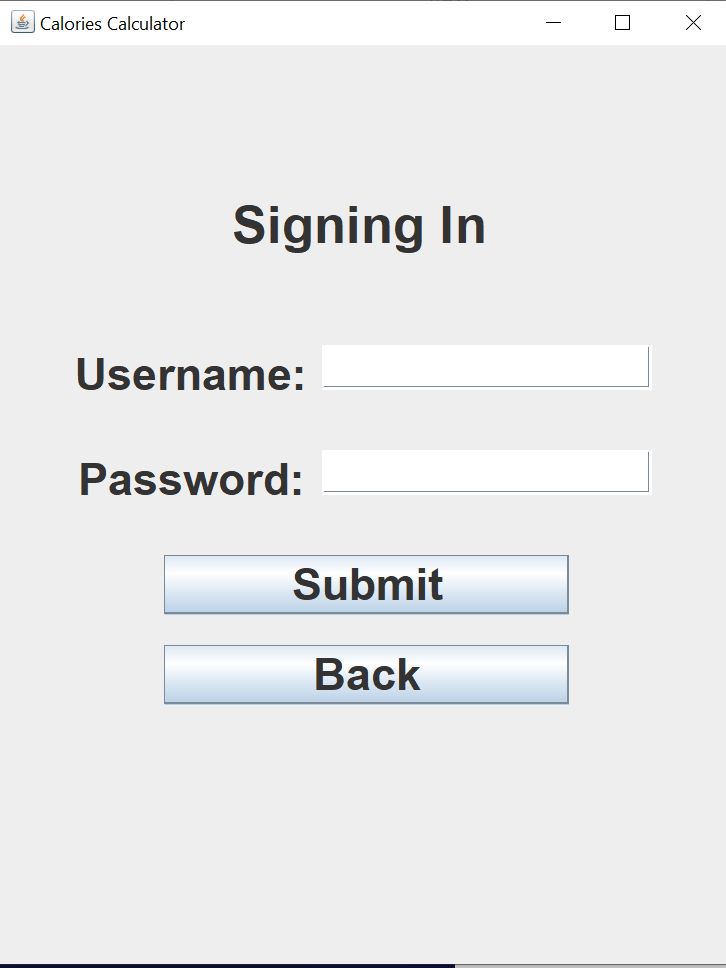 Calories Calculator
Signing In
Username:
Password:
Submit
Back